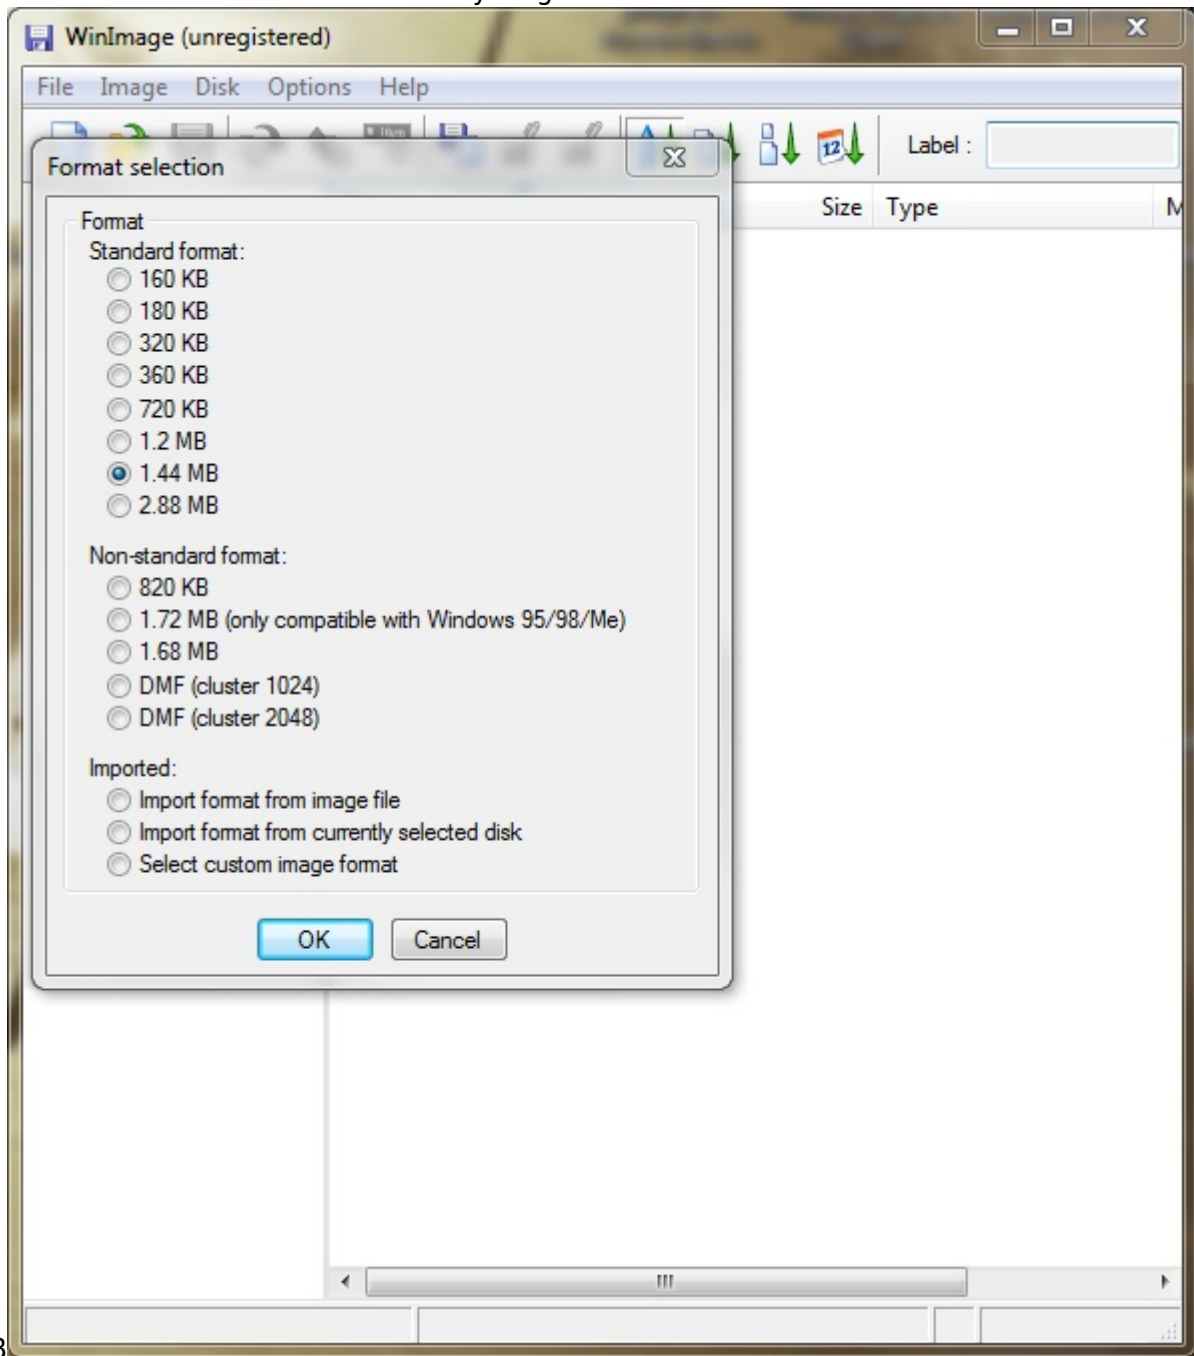 WinImage (unregistered)
File Image Disk Options Help
Label :
Format selection
Size Type M
Format
Standard format:
160 KB
180 KB
320 KB
360 KB
720 KB
1.2 MB
1.44 MB
2.88 MB
Non-standard format:
820 KB
1.72 MB (only compatible with Windows 95/98/Me)
1.68 MB
DMF (cluster 1024)
DMF (cluster 2048)
Imported:
Import format from image file
Import format from currently selected disk
Select custom image format
OK Cancel